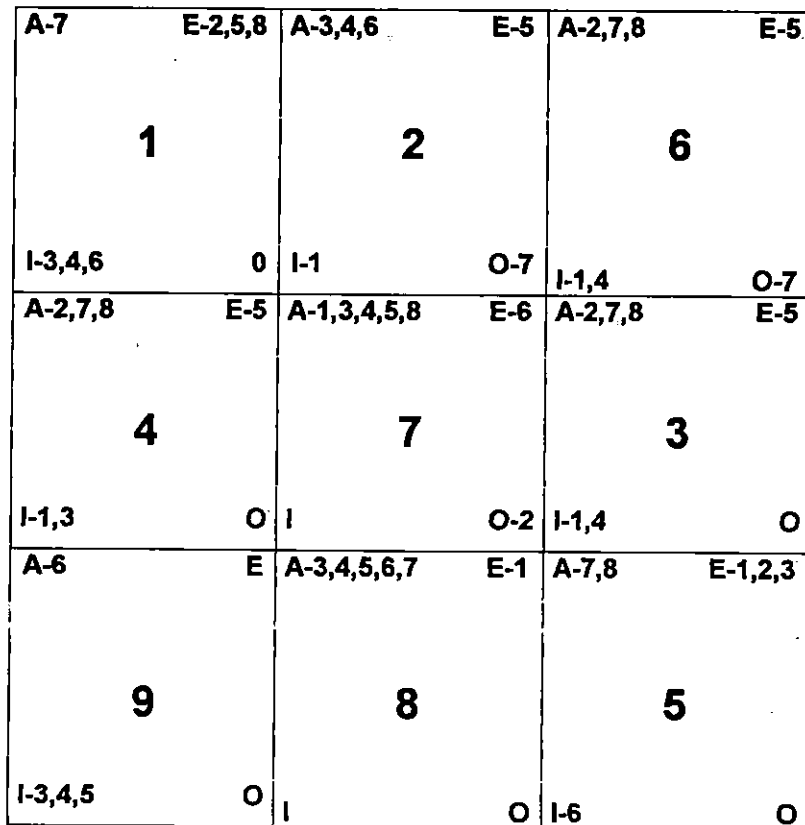 A-7 E-2,5,8 A-3,4,6 E-5 A-2,7,8 E-5
1 2 6
I-3,4,6 0 I-1 O-7 I-1,4 O-7
A-2,7,8 E-5 A-1,3,4,5,8 E-6 A-2,7,8 E-5
4 7 3
I-1,3 O I O-2 I-1,4 O
A-6 E A-3,4,5,6,7 E-1 A-7,8 E-1,2,3
9 8 5
I-3,4,5 O I O I-6 O